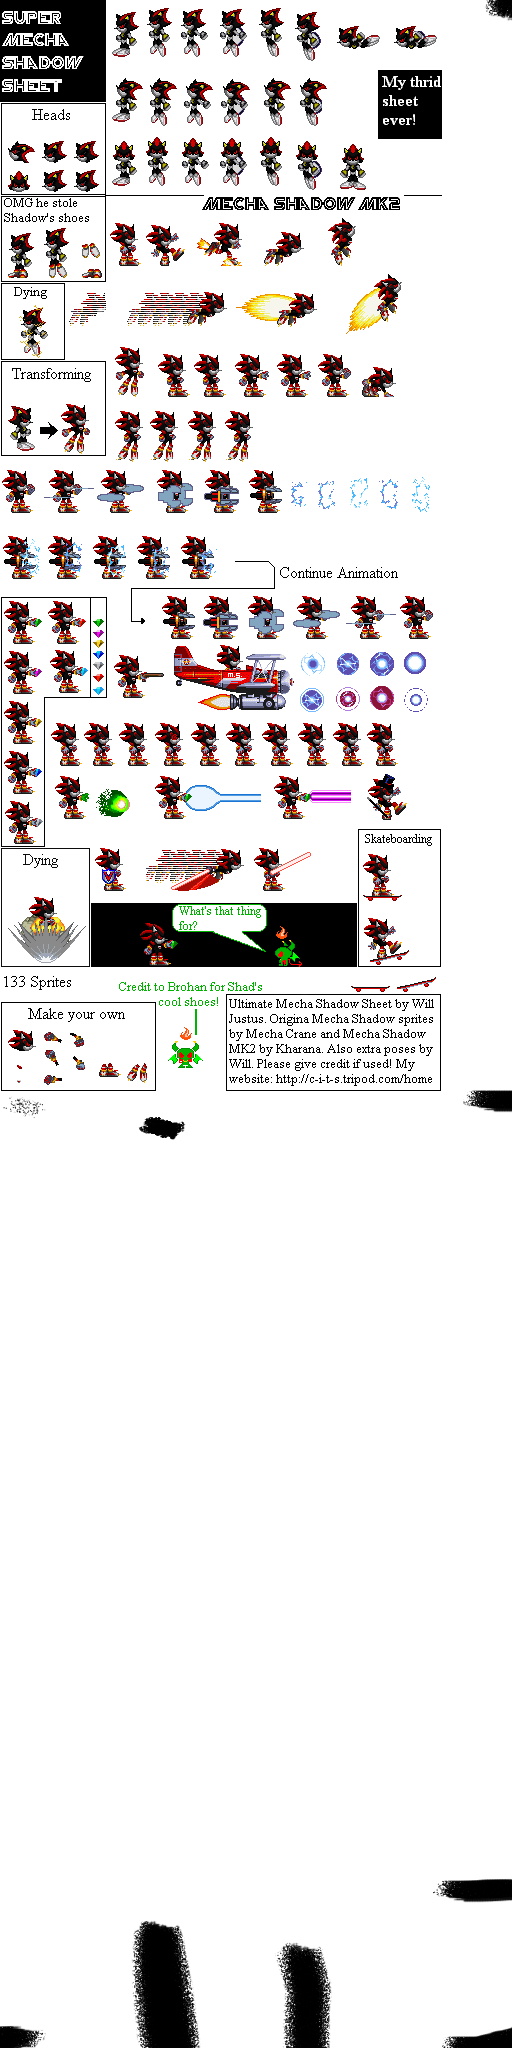 SUPER
MECHA
SHADOW
SHEET
My thrid
sheet
ever!
Heads
OMG he stole
Shadow's shoes
MECHA SHADOW MK2
Dying
Transforming
Continue Animation
M.S.
Skateboarding
Dying
What's that thing
for?
133 Sprites
Credit to Brohan for Shad's
cool shoes!
Make your own
Ultimate Mecha Shadow Sheet by Will
Justus. Origina Mecha Shadow sprites
by Mecha Crane and Mecha Shadow
MK2 by Kharana. Also extra poses by
Will. Please give credit if used! My
website: http://c-i-t-s.tripod.com/home